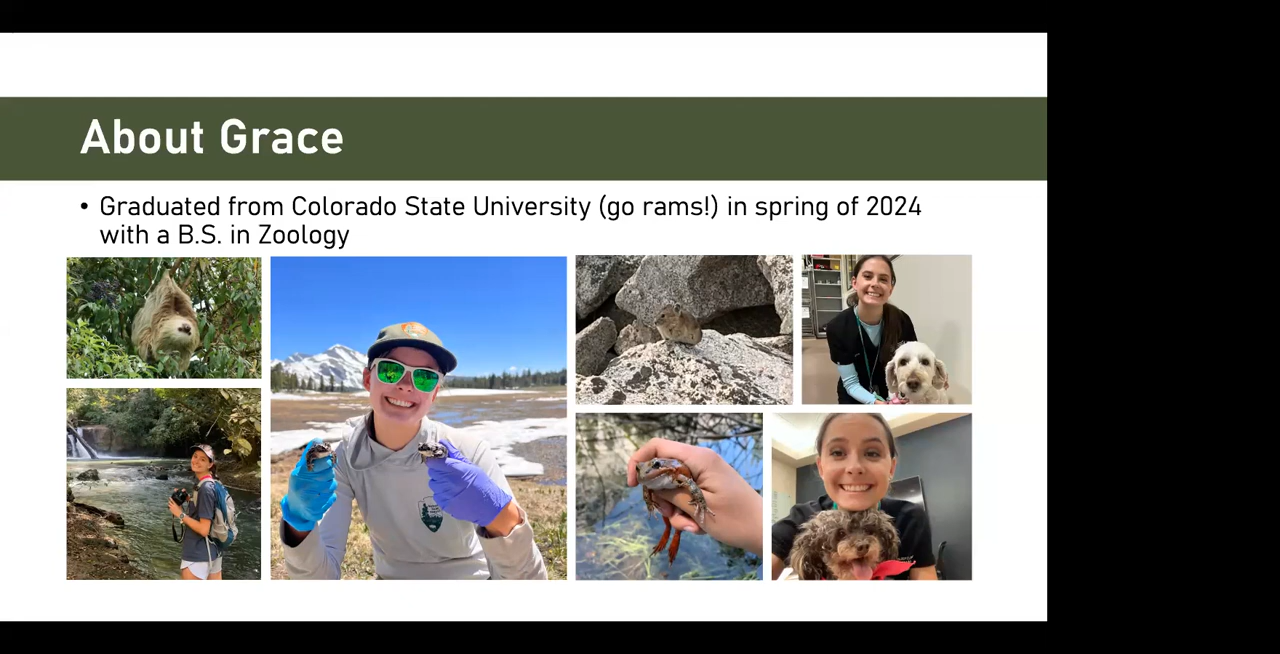 About Grace
• Graduated from Colorado State University (go rams!) in spring of 2024
with a B.S. in Zoology